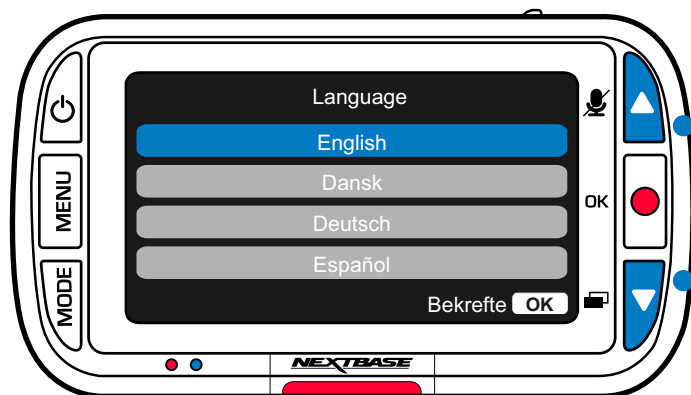 Language
English
Dansk
Deutsch
Español
Bekrefte OK
MENU
MODE
OK
NEXTBASE